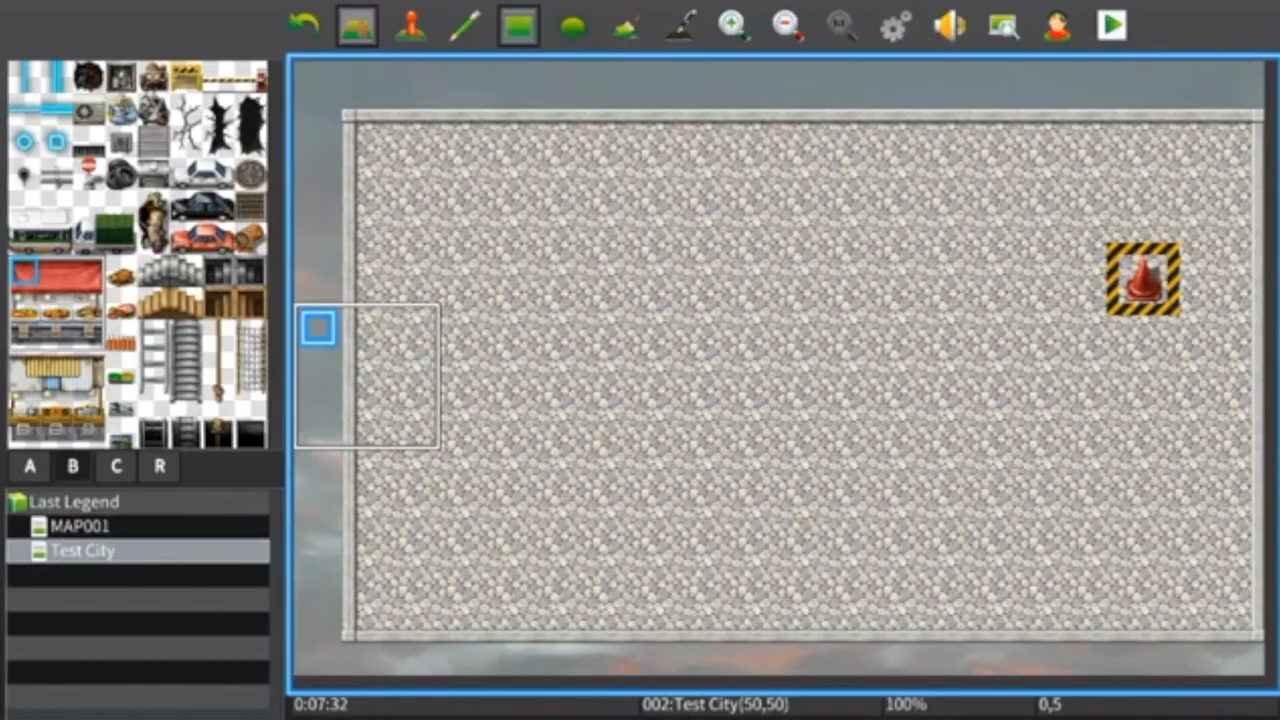 A B C R
Last Legend
MAP001
Test City
0:07:32 002:Test City(50,50) 100% 0,5